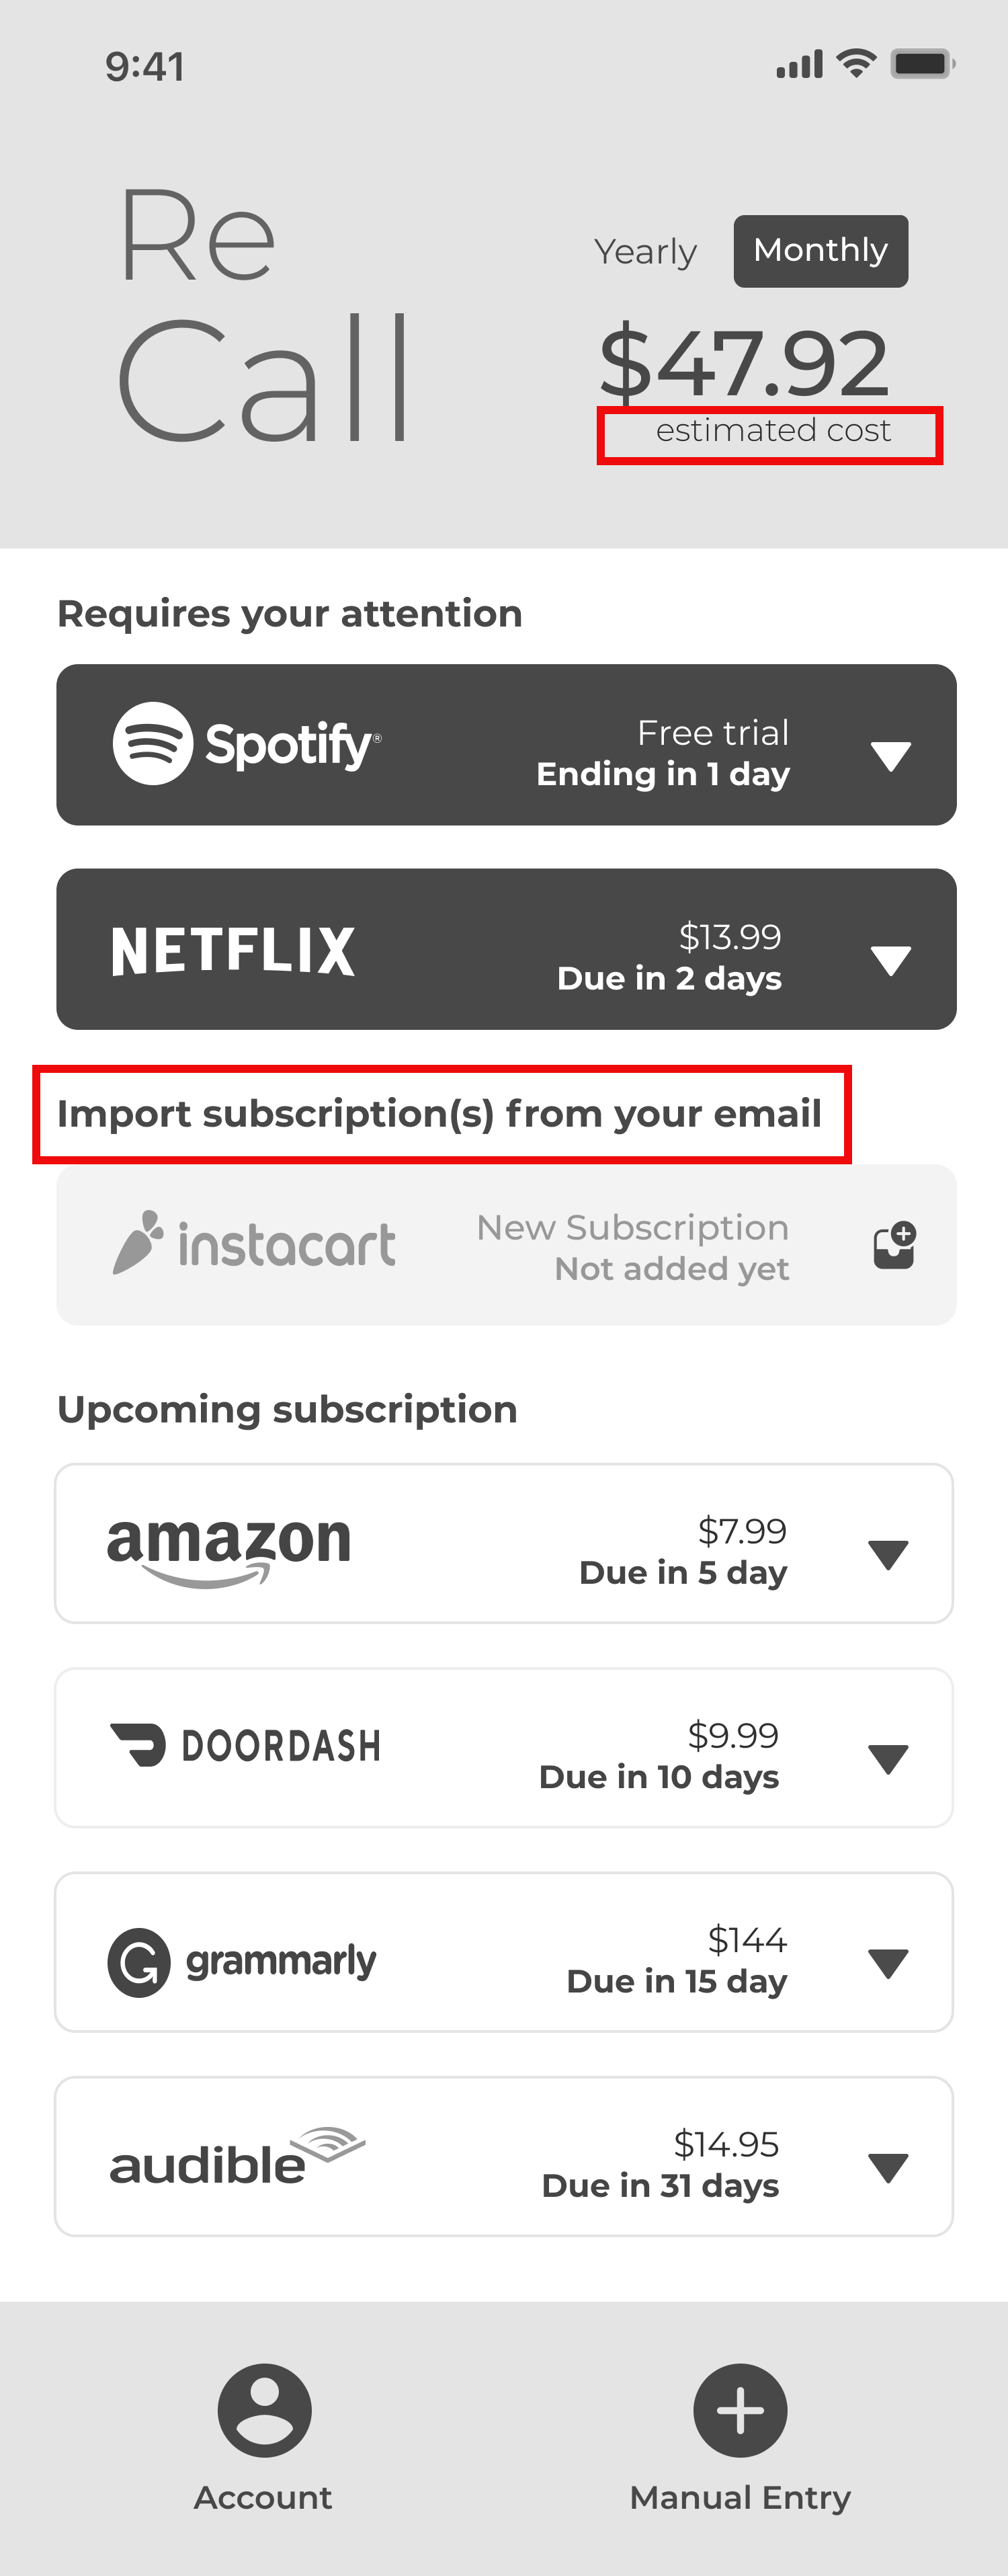 9:41
Re
Call
Yearly Monthly
$47.92
estimated cost
Requires your attention
Spotify®
Free trial
Ending in 1 day
NETFLIX
$13.99
Due in 2 days
Import subscription(s) from your email
instacart
New Subscription
Not added yet
Upcoming subscription
amazon
$7.99
Due in 5 day
DOORDASH
$9.99
Due in 10 days
grammarly
$144
Due in 15 day
audible
$14.95
Due in 31 days
Account
Manual Entry